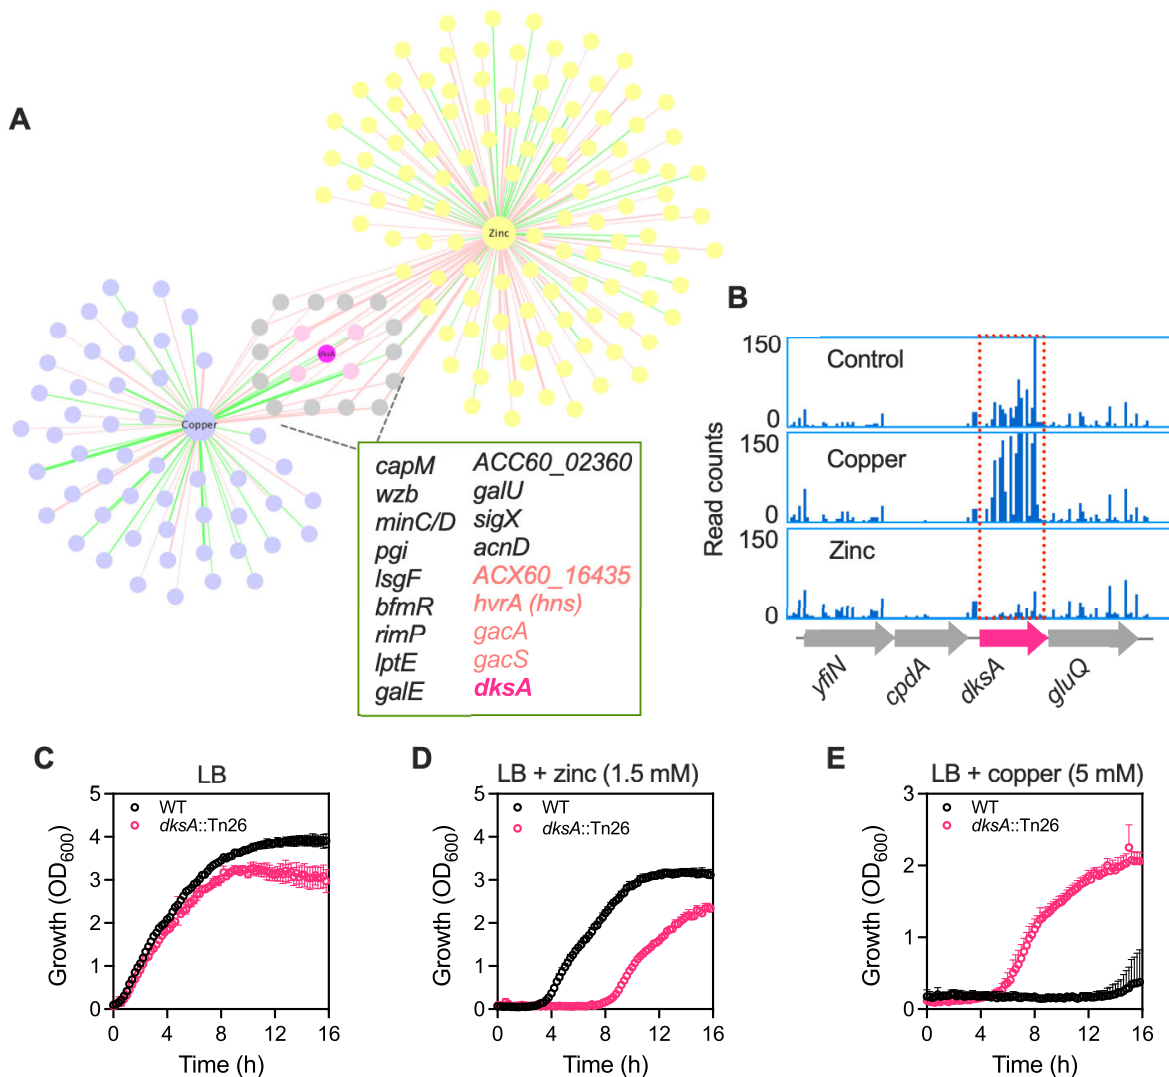 A
Zinc
dksA
Copper
capM
wzb
minC/D
pgi
lsgF
bfmR
rimP
lptE
galE
ACC60_02360
galU
sigX
acnD
ACX60_16435
hvrA (hns)
gacA
gacS
dksA
B
Read counts
150
Control
0
150
Copper
0
150
Zinc
0
yfiN
cpdA
dksA
gluQ
C
LB
Growth (OD600)
5
4
3
2
1
0
WT
dksA::Tn26
0 4 8 12 16
Time (h)
D
LB + zinc (1.5 mM)
Growth (OD600)
5
4
3
2
1
0
WT
dksA::Tn26
0 4 8 12 16
Time (h)
E
LB + copper (5 mM)
Growth (OD600)
3
2
1
0
WT
dksA::Tn26
0 4 8 12 16
Time (h)